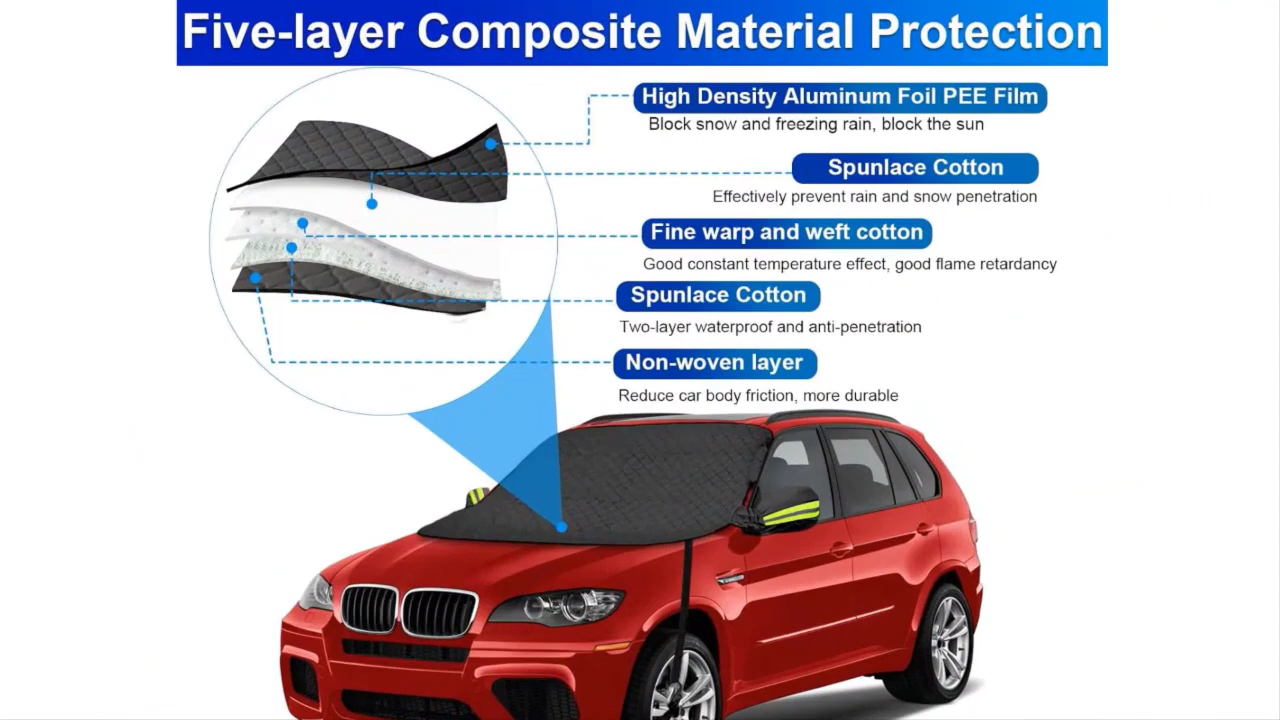 Five-layer Composite Material Protection
High Density Aluminum Foil PEE Film
Block snow and freezing rain, block the sun
Spunlace Cotton
Effectively prevent rain and snow penetration
Fine warp and weft cotton
Good constant temperature effect, good flame retardancy
Spunlace Cotton
Two-layer waterproof and anti-penetration
Non-woven layer
Reduce car body friction, more durable